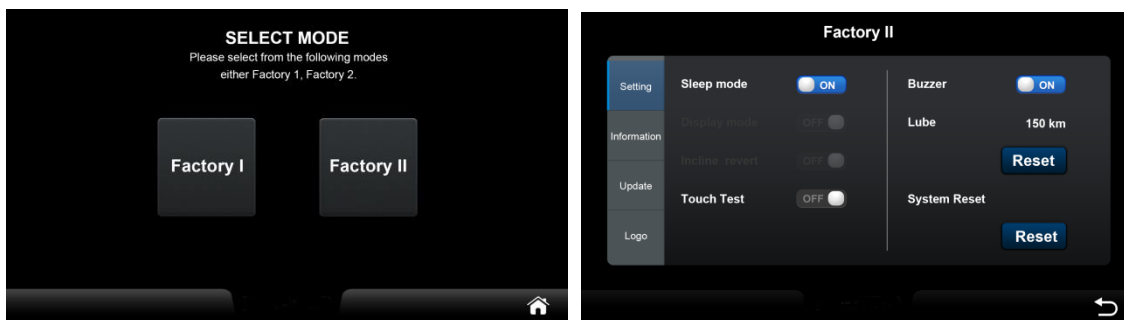 SELECT MODE
Please select from the following modes
either Factory 1, Factory 2.
Factory I
Factory II
Factory II
Setting
Information
Update
Logo
Sleep mode
ON
Display mode
OFF
Incline revert
OFF
Touch Test
OFF
Buzzer
ON
Lube
150 km
Reset
System Reset
Reset